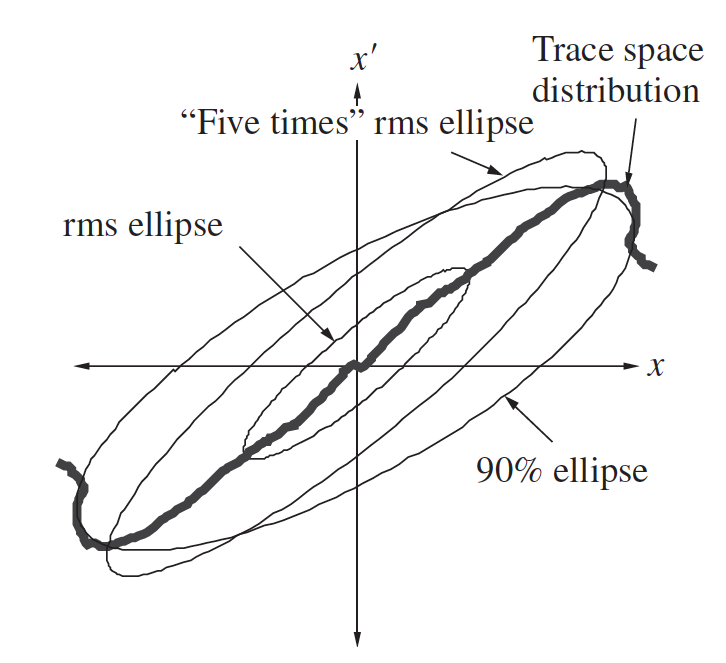 x′
Trace space
distribution
“Five times” rms ellipse
rms ellipse
x
90% ellipse